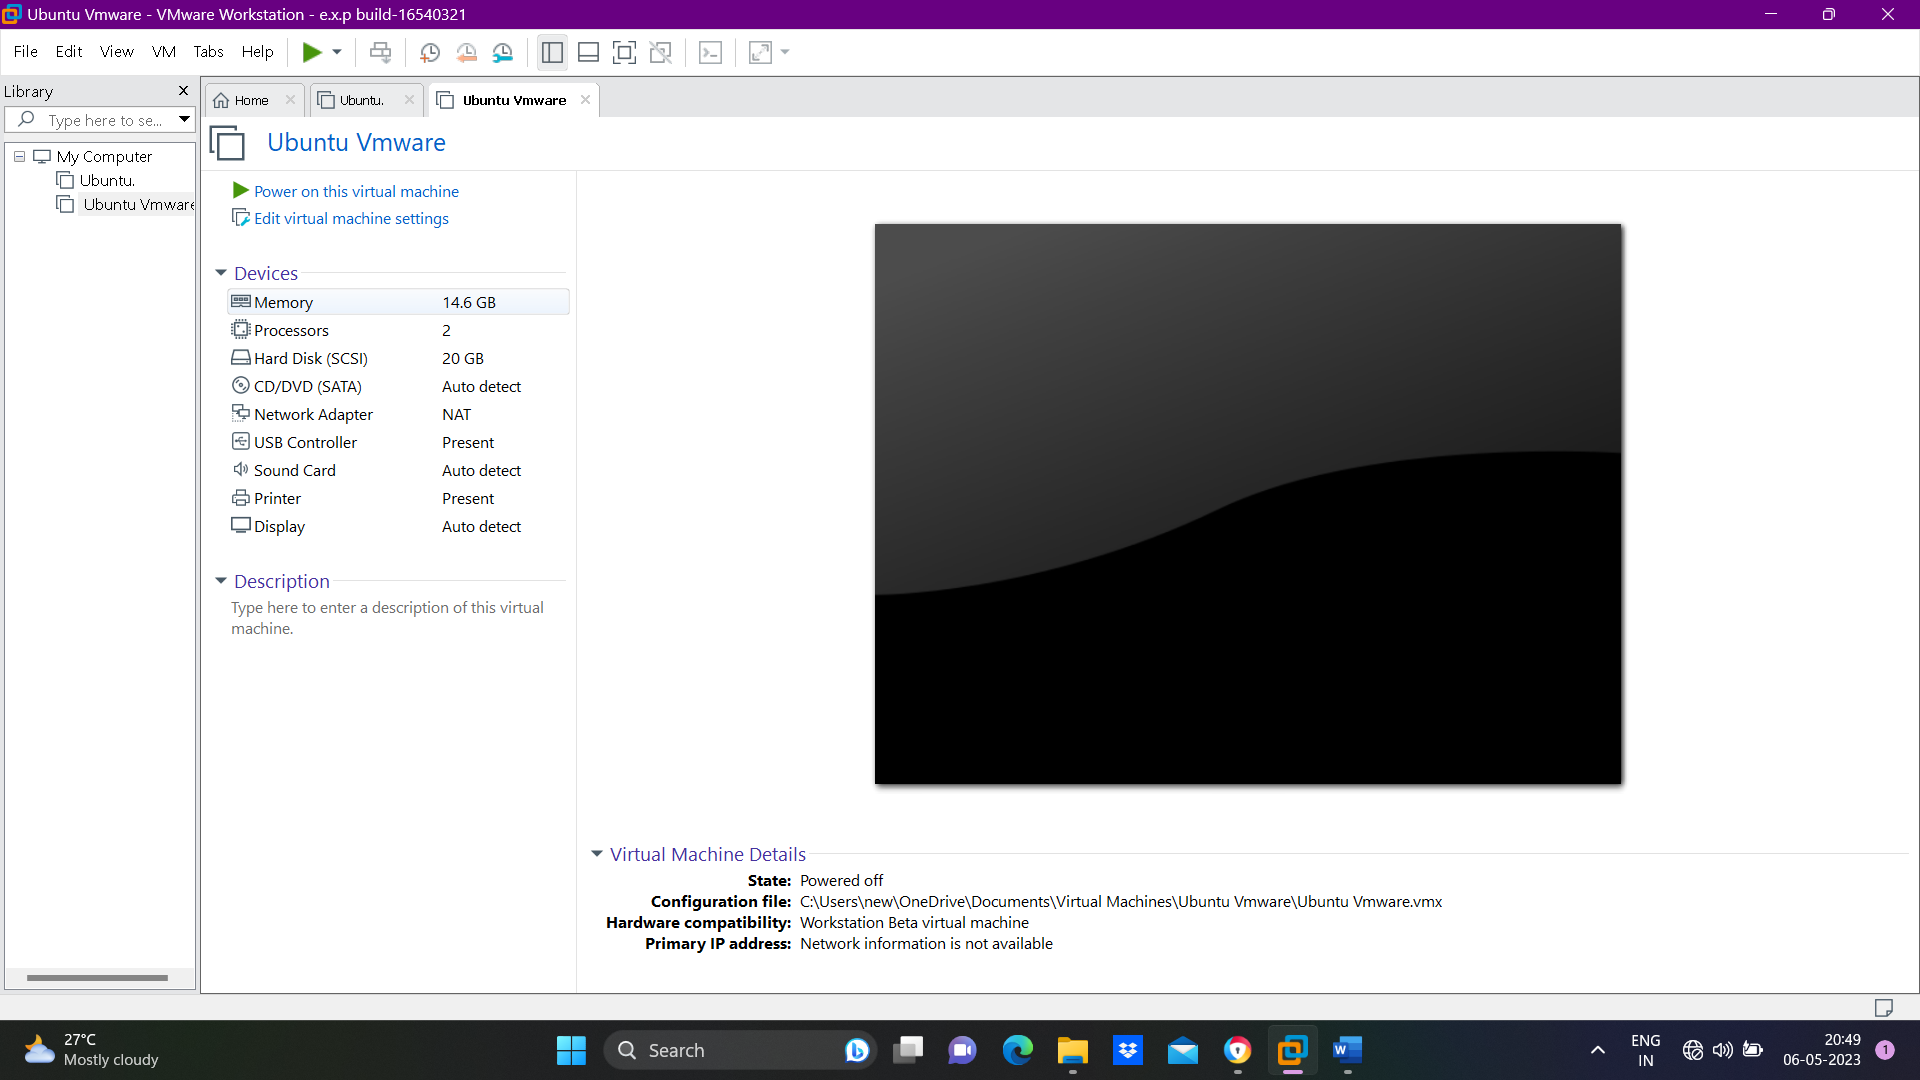 Ubuntu Vmware - VMware Workstation - e.x.p build-16540321
File Edit View VM Tabs Help
Library
Type here to se...
My Computer
Ubuntu.
Ubuntu Vmware
Home
Ubuntu.
Ubuntu Vmware
Ubuntu Vmware
Power on this virtual machine
Edit virtual machine settings
Devices
Memory 14.6 GB
Processors 2
Hard Disk (SCSI) 20 GB
CD/DVD (SATA) Auto detect
Network Adapter NAT
USB Controller Present
Sound Card Auto detect
Printer Present
Display Auto detect
Description
Type here to enter a description of this virtual
machine.
Virtual Machine Details
State: Powered off
Configuration file: C:\Users\new\OneDrive\Documents\Virtual Machines\Ubuntu Vmware\Ubuntu Vmware.vmx
Hardware compatibility: Workstation Beta virtual machine
Primary IP address: Network information is not available
27°C
Mostly cloudy
Search
ENG
IN
20:49
06-05-2023
1